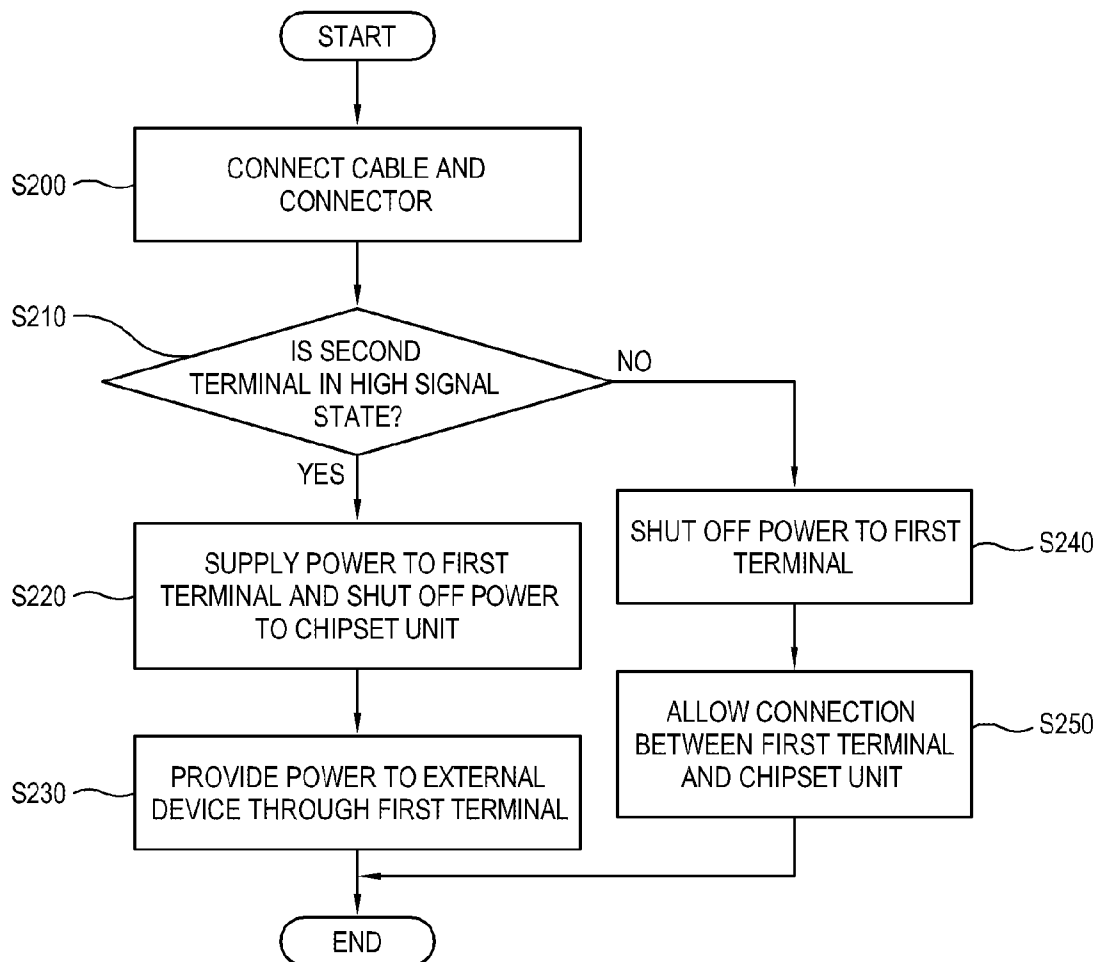 START
S200
CONNECT CABLE AND
CONNECTOR
S210
IS SECOND
TERMINAL IN HIGH SIGNAL
STATE?
NO
YES
S220
SUPPLY POWER TO FIRST
TERMINAL AND SHUT OFF POWER
TO CHIPSET UNIT
SHUT OFF POWER TO FIRST
TERMINAL
S240
S230
PROVIDE POWER TO EXTERNAL
DEVICE THROUGH FIRST TERMINAL
ALLOW CONNECTION
BETWEEN FIRST TERMINAL
AND CHIPSET UNIT
S250
END